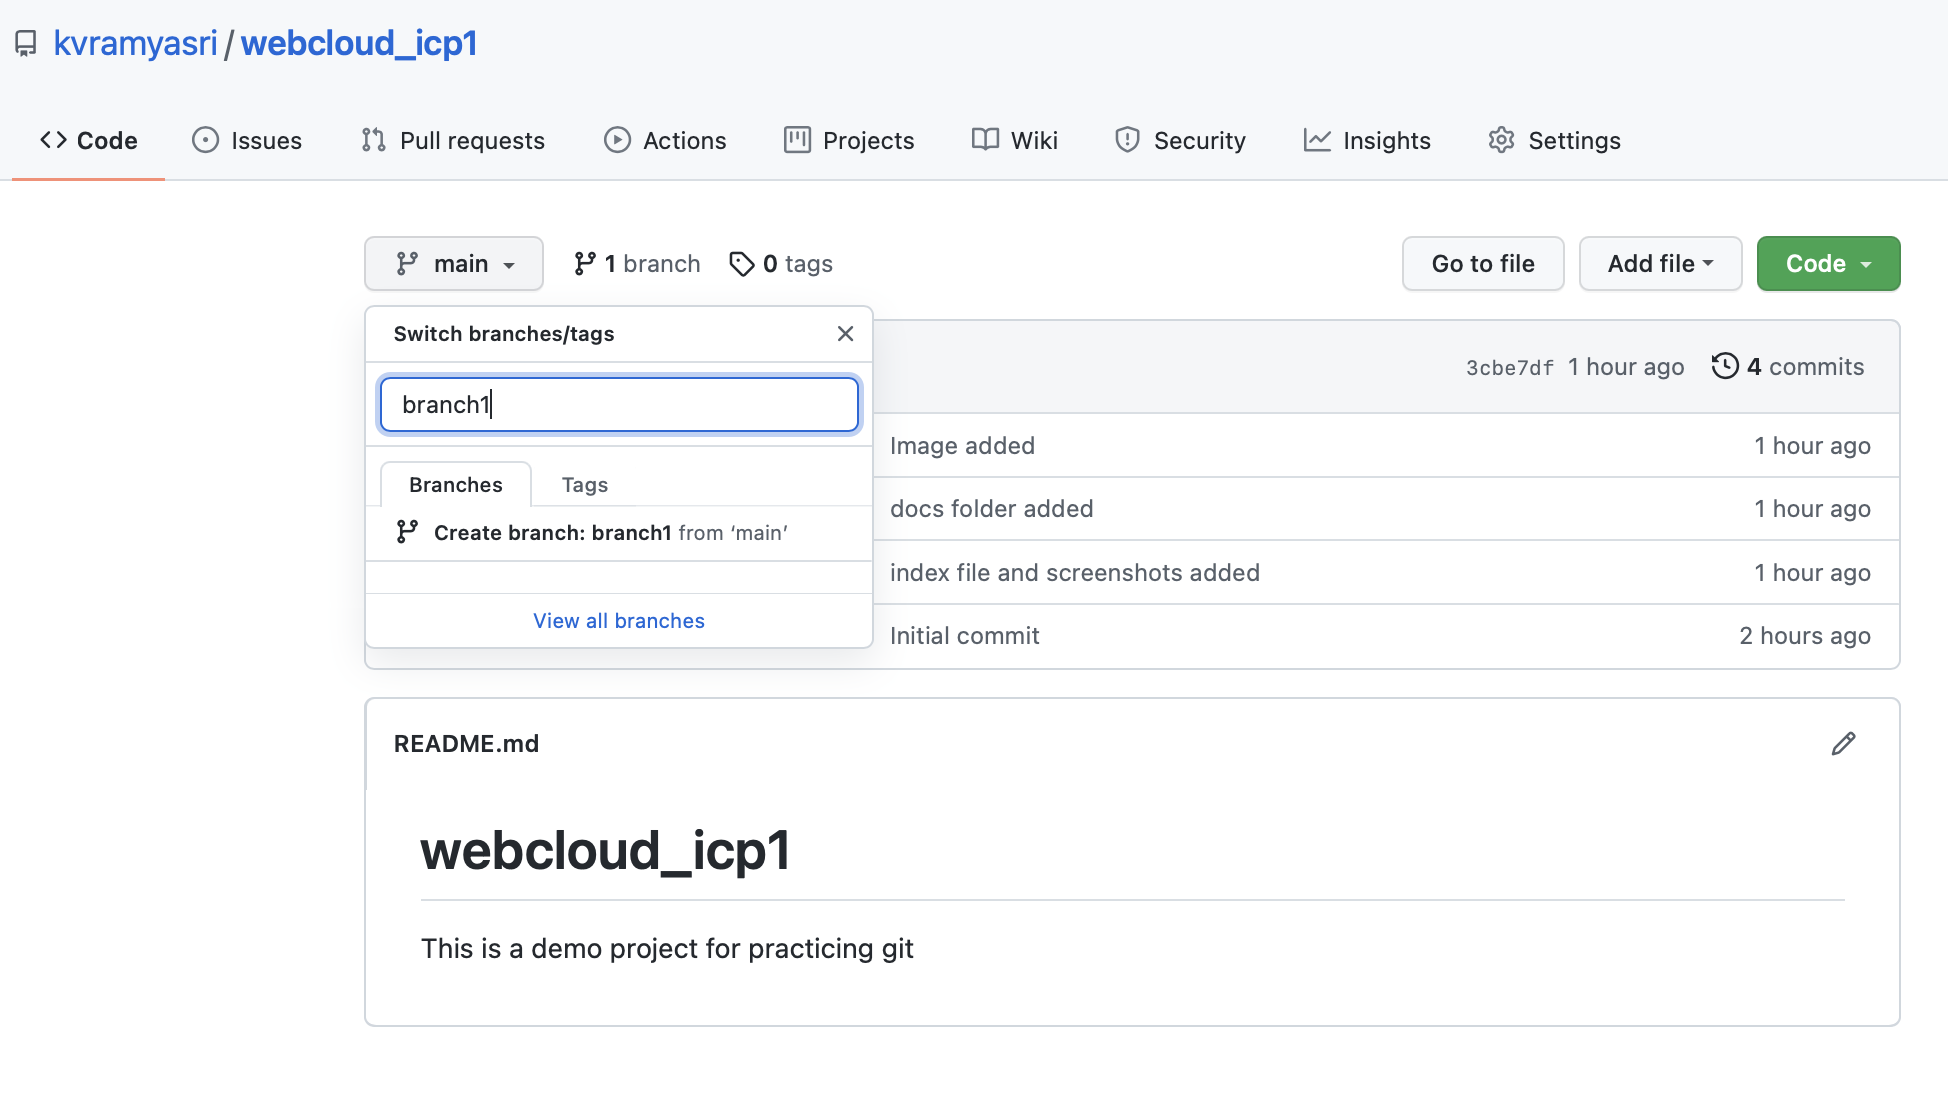 kvramyasri / webcloud_icp1
Code Issues Pull requests Actions Projects Wiki Security Insights Settings
main 1 branch 0 tags Go to file Add file Code
Switch branches/tags
3cbe7df 1 hour ago 4 commits
branch1
Image added 1 hour ago
Branches Tags
docs folder added 1 hour ago
Create branch: branch1 from ‘main’
index file and screenshots added 1 hour ago
View all branches
Initial commit 2 hours ago
README.md
webcloud_icp1
This is a demo project for practicing git